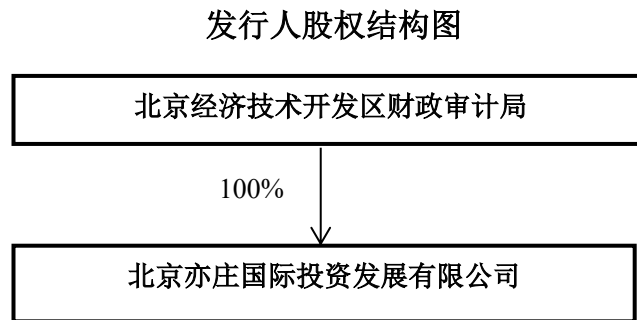 发行人股权结构图
北京经济技术开发区财政审计局
100%
北京亦庄国际投资发展有限公司